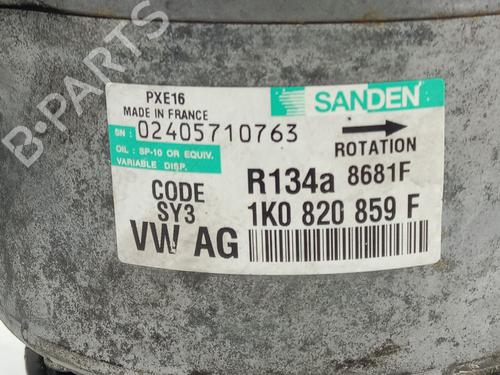 B-PARTS
PXE16
MADE IN FRANCE
SANDEN
SN: 02405710763
ROTATION
OIL: SP-10 OR EQUIV.
VARIABLE DISP.
CODE
SY3
R134a 8681F
1K0 820 859 F
VW AG